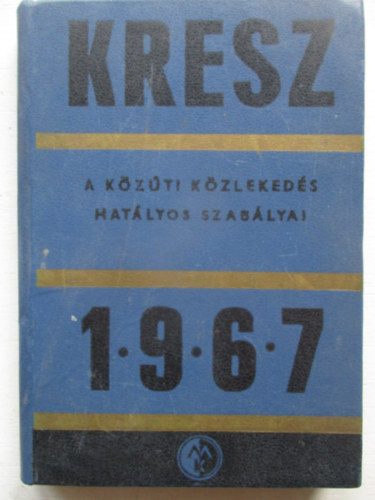 KRESZ
A KÖZÚTI KÖZLEKEDÉS
HATÁLYOS SZABÁLYAI
1·9·6·7